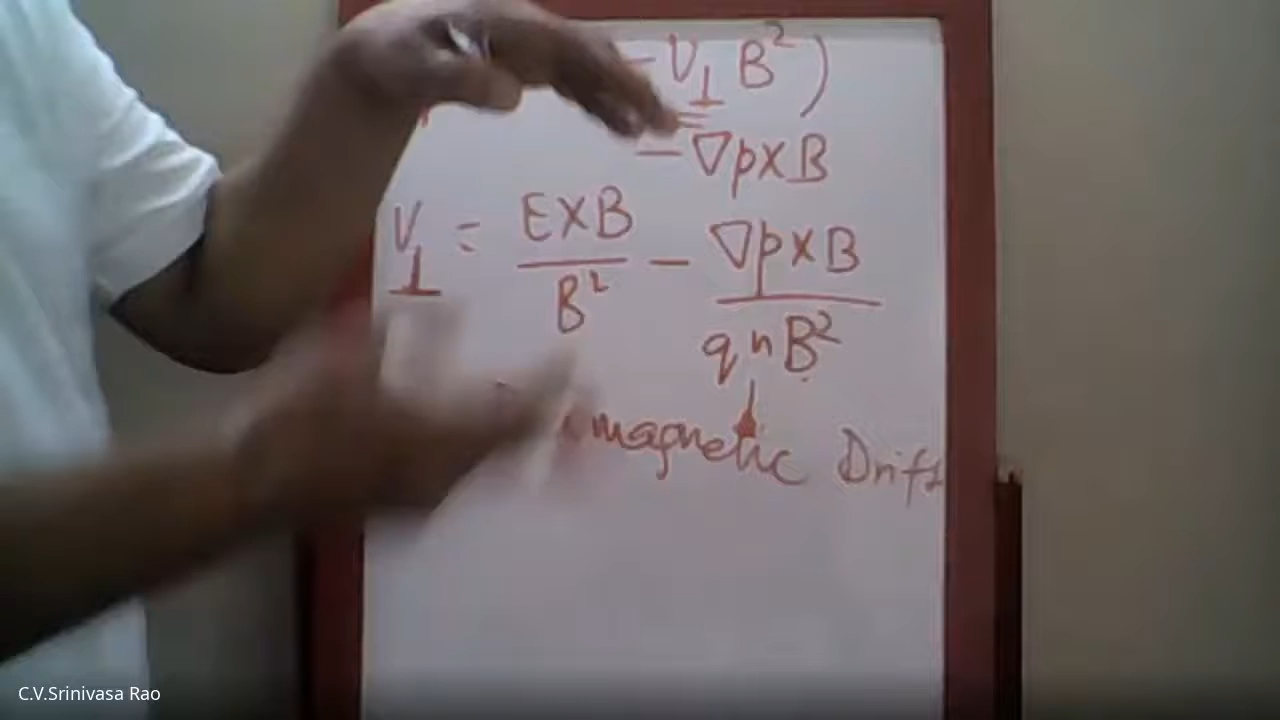 - V⊥ B²)
- ∇p×B
V⊥ = E×B / B² - ∇p×B / qnB²
magnetic Drift
C.V.Srinivasa Rao